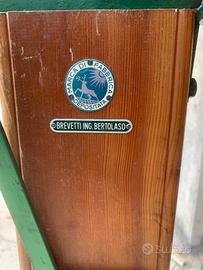 MARCA DI FABBRICA
DEPOSITATA
BREVETTI ING. BERTOLASO